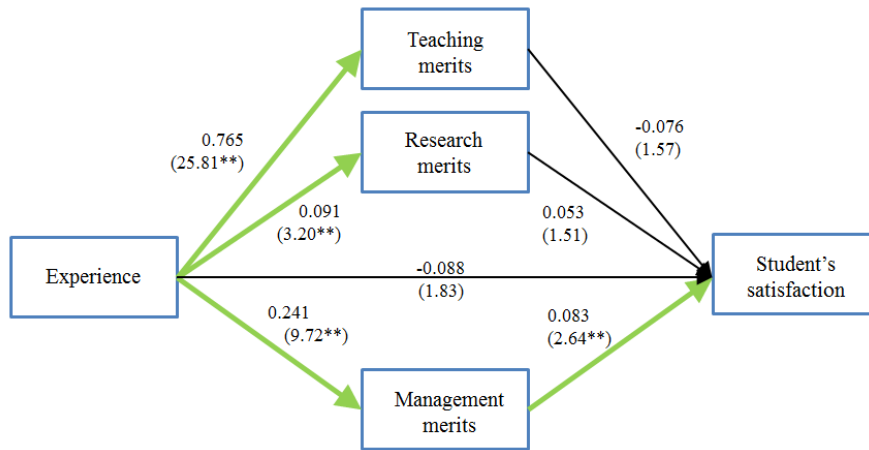 Teaching
merits
0.765
(25.81**)
-0.076
(1.57)
Research
merits
0.091
(3.20**)
0.053
(1.51)
Experience
-0.088
(1.83)
Student’s
satisfaction
0.241
(9.72**)
0.083
(2.64**)
Management
merits